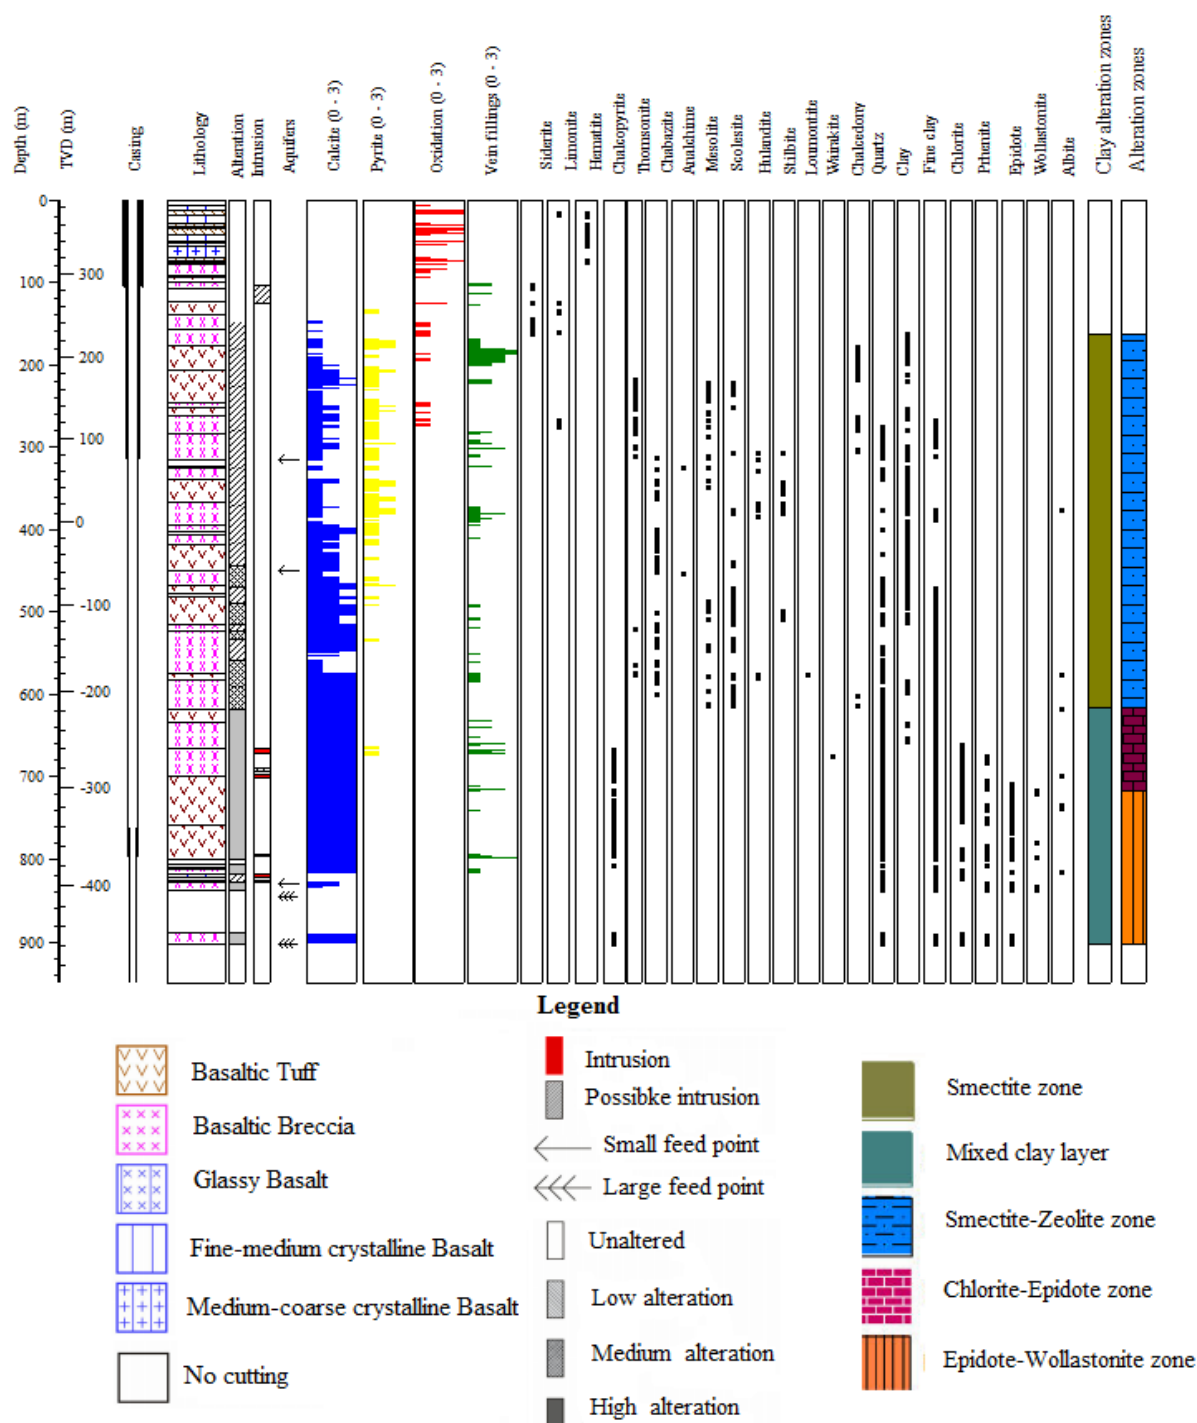 Depth (m)
TVD (m)
Casing
Lithology
Alteration
Intrusion
Aquifers
Calcite (0 - 3)
Pyrite (0 - 3)
Oxidation (0 - 3)
Vein fillings (0 - 3)
Siderite
Limonite
Hematite
Chalcopyrite
Thomsonite
Chabazite
Analchime
Mesolite
Scolesite
Hulandite
Stilbite
Loumontite
Wairakite
Chalcedony
Quartz
Clay
Fine clay
Chlorite
Prhenite
Epidote
Wollastonite
Albite
Clay alteration zones
Alteration zones
0
100
200
300
400
500
600
700
800
900
300
200
100
0
-100
-200
-300
-400
Legend
Basaltic Tuff
Basaltic Breccia
Glassy Basalt
Fine-medium crystalline Basalt
Medium-coarse crystalline Basalt
No cutting
Intrusion
Possibke intrusion
Small feed point
Large feed point
Unaltered
Low alteration
Medium alteration
High alteration
Smectite zone
Mixed clay layer
Smectite-Zeolite zone
Chlorite-Epidote zone
Epidote-Wollastonite zone